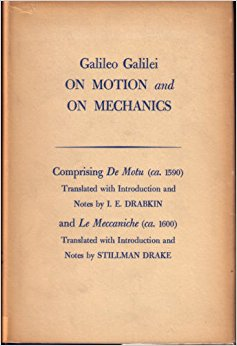 Galileo Galilei
ON MOTION and
ON MECHANICS
Comprising De Motu (ca. 1590)
Translated with Introduction and
Notes by I. E. DRABKIN
and Le Meccaniche (ca. 1600)
Translated with Introduction and
Notes by STILLMAN DRAKE